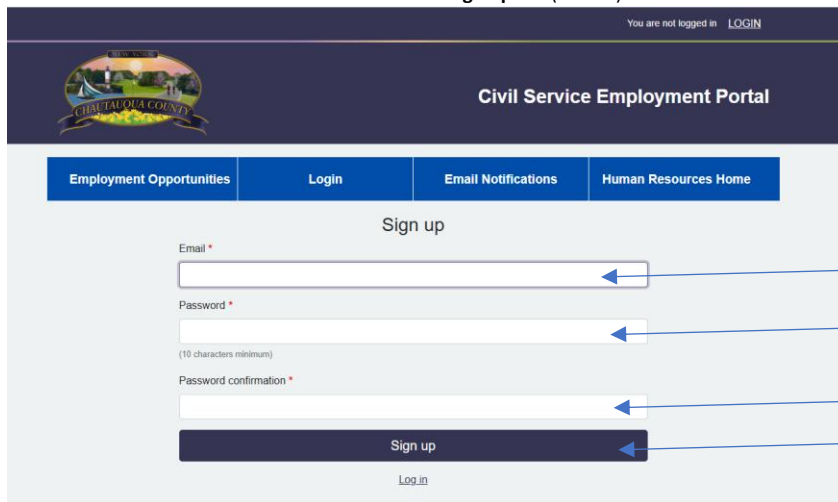 You are not logged in LOGIN
NEW YORK
CHAUTAUQUA COUNTY
Civil Service Employment Portal
Employment Opportunities Login Email Notifications Human Resources Home
Sign up
Email *
Password *
(10 characters minimum)
Password confirmation *
Sign up
Log in